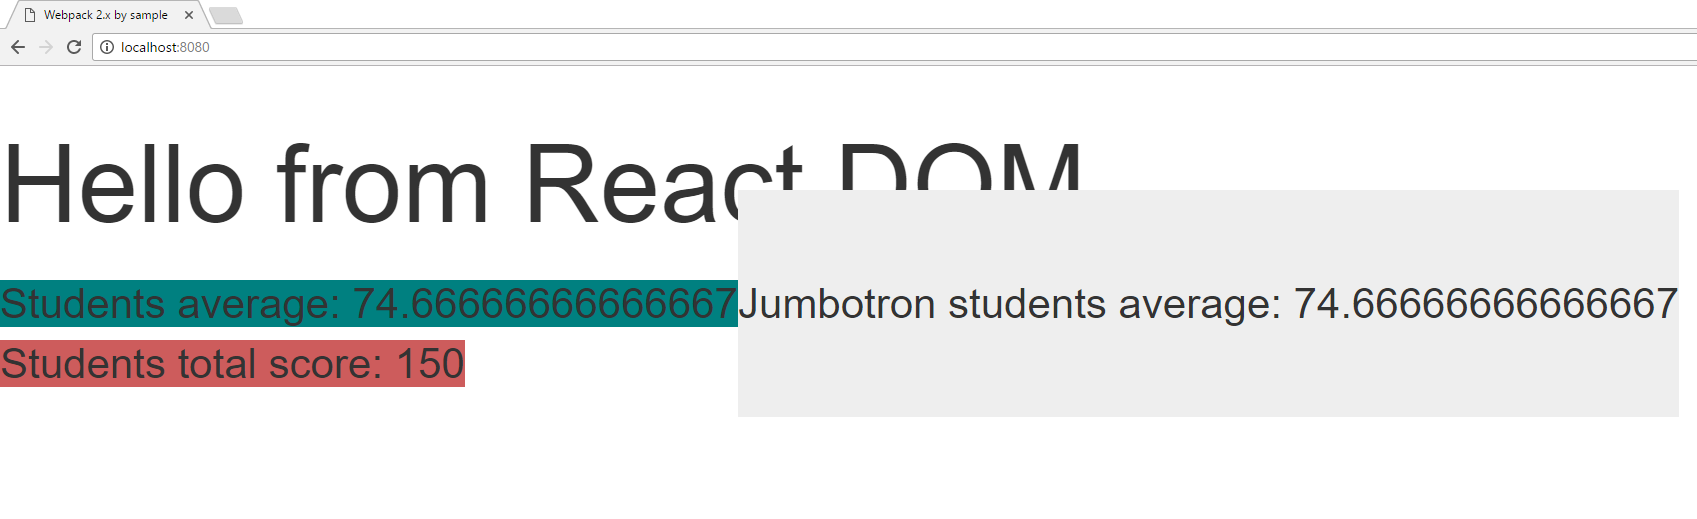 Webpack 2.x by sample
localhost:8080
Hello from React DOM
Students average: 74.66666666666667
Jumbotron students average: 74.66666666666667
Students total score: 150